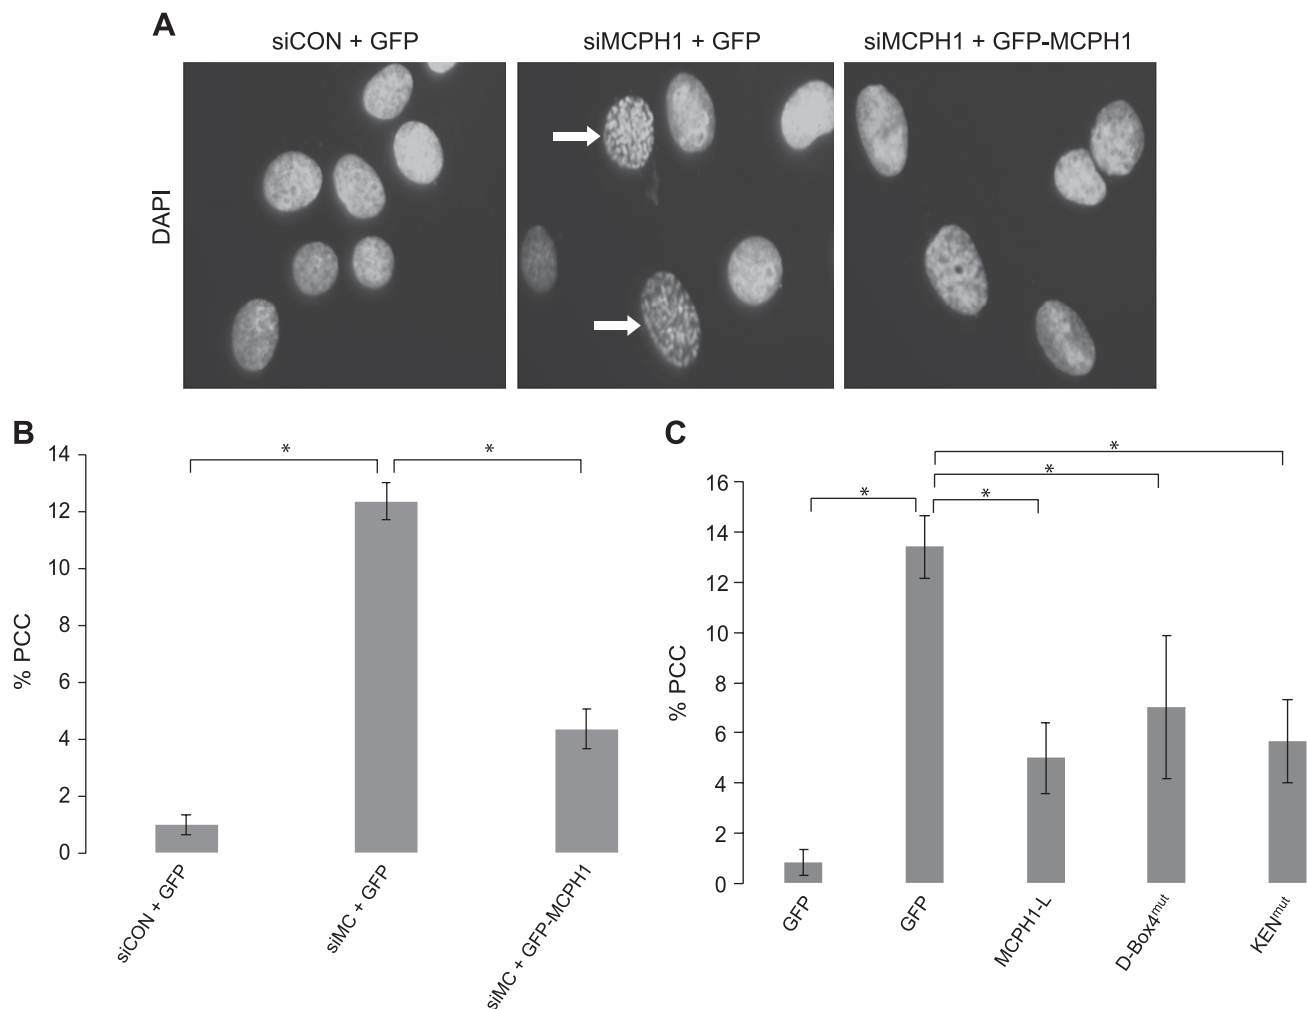 A
siCON + GFP
siMCPH1 + GFP
siMCPH1 + GFP-MCPH1
DAPI
B
14
12
10
8
6
4
2
0
% PCC
*
*
siCON + GFP
siMC + GFP
siMC + GFP-MCPH1
C
16
14
12
10
8
6
4
2
0
% PCC
*
*
*
*
GFP
GFP
MCPH1-L
D-Box4mut
KENmut